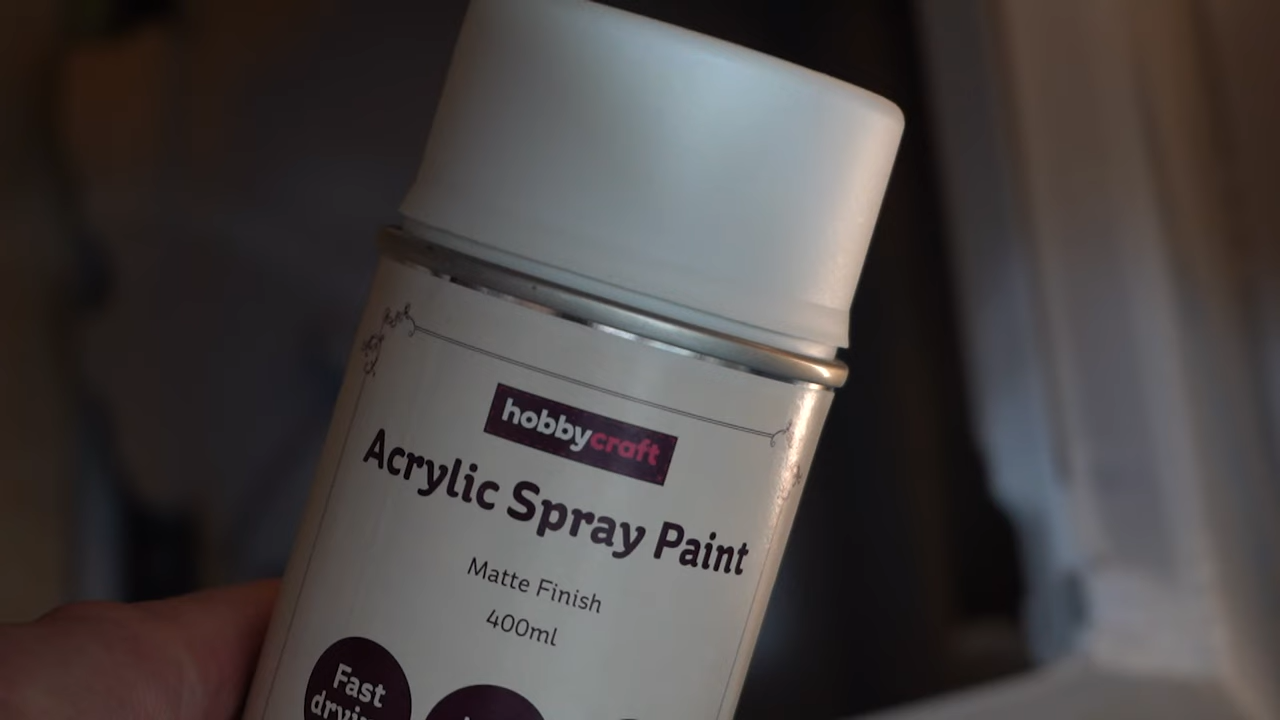 hobbycraft
Acrylic Spray Paint
Matte Finish
400ml
Fast